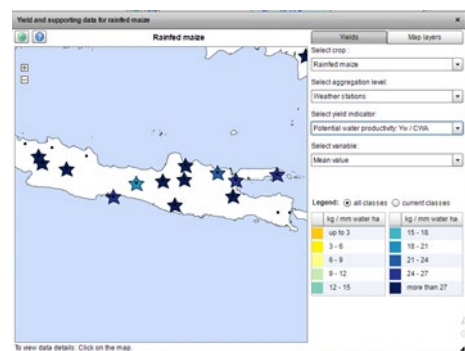 Yield and supporting data for rainfed maize
Rainfed maize
Yields
Map layers
Select crop :
Rainfed maize
Select aggregation level:
Weather stations
Select yield indicator:
Potential water productivity: Yw / CWA
Select variable:
Mean value
Legend: all classes current classes
kg / mm water ha
kg / mm water ha
up to 3
15 - 18
3 - 6
18 - 21
6 - 9
21 - 24
9 - 12
24 - 27
12 - 15
more than 27
To view data details: Click on the map.